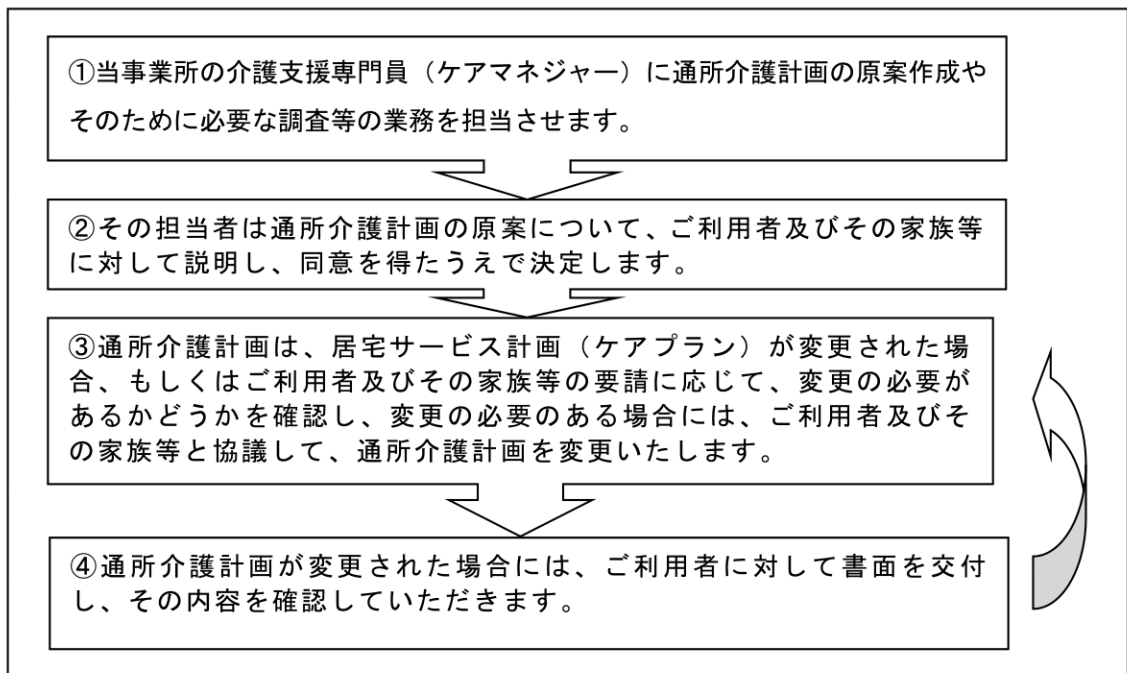 ①当事業所の介護支援専門員（ケアマネジャー）に通所介護計画の原案作成や
そのために必要な調査等の業務を担当させます。
②その担当者は通所介護計画の原案について、ご利用者及びその家族等
に対して説明し、同意を得たうえで決定します。
③通所介護計画は、居宅サービス計画（ケアプラン）が変更された場
合、もしくはご利用者及びその家族等の要請に応じて、変更の必要が
あるかどうかを確認し、変更の必要のある場合には、ご利用者及びそ
の家族等と協議して、通所介護計画を変更いたします。
④通所介護計画が変更された場合には、ご利用者に対して書面を交付
し、その内容を確認していただきます。